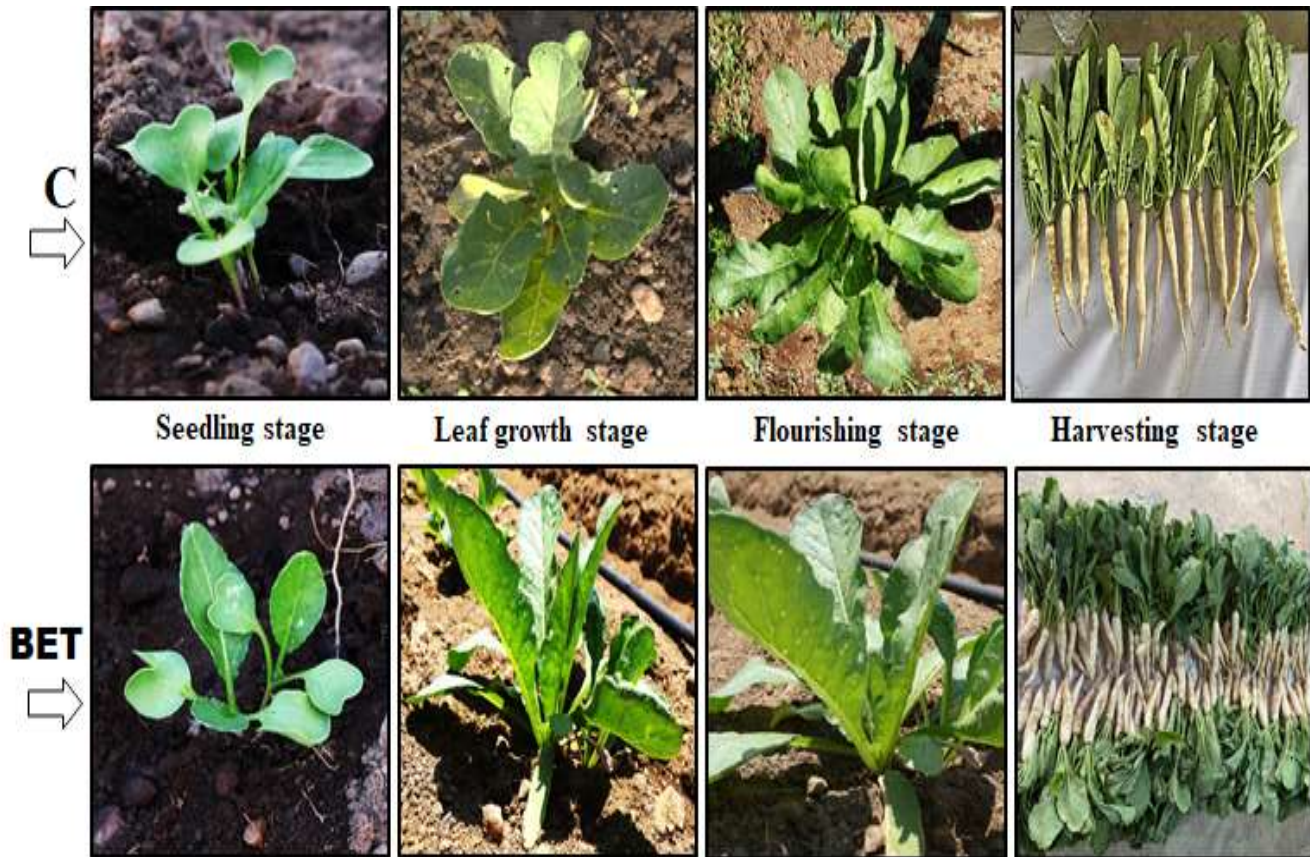 C
Seedling stage
Leaf growth stage
Flourishing stage
Harvesting stage
BET